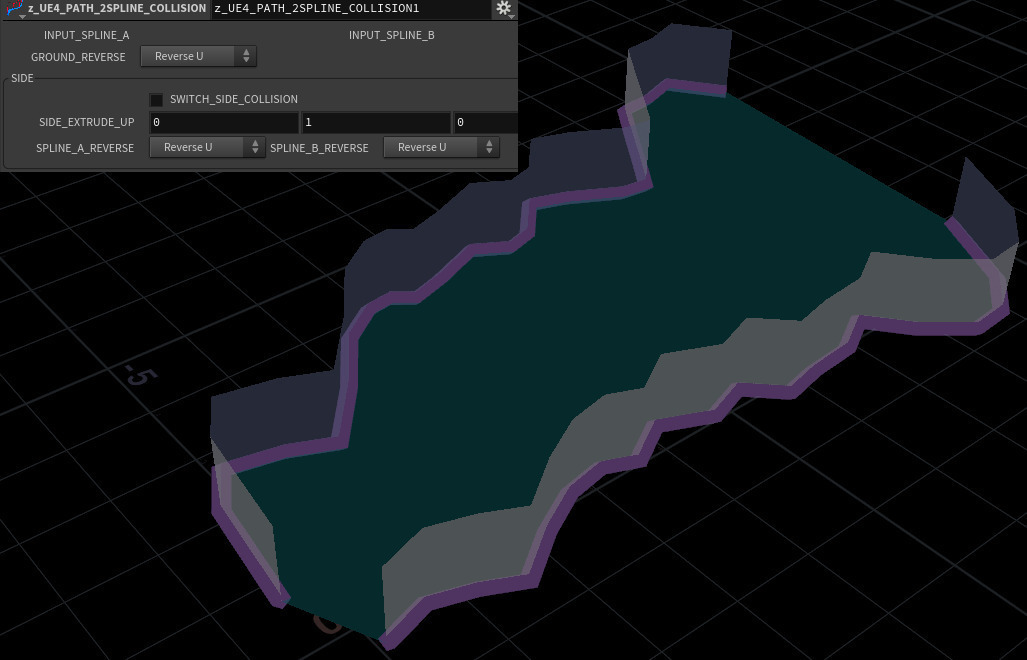 z_UE4_PATH_2SPLINE_COLLISION z_UE4_PATH_2SPLINE_COLLISION1
INPUT_SPLINE_A INPUT_SPLINE_B
GROUND_REVERSE Reverse U
SIDE
SWITCH_SIDE_COLLISION
SIDE_EXTRUDE_UP 0 1 0
SPLINE_A_REVERSE Reverse U SPLINE_B_REVERSE Reverse U
-5